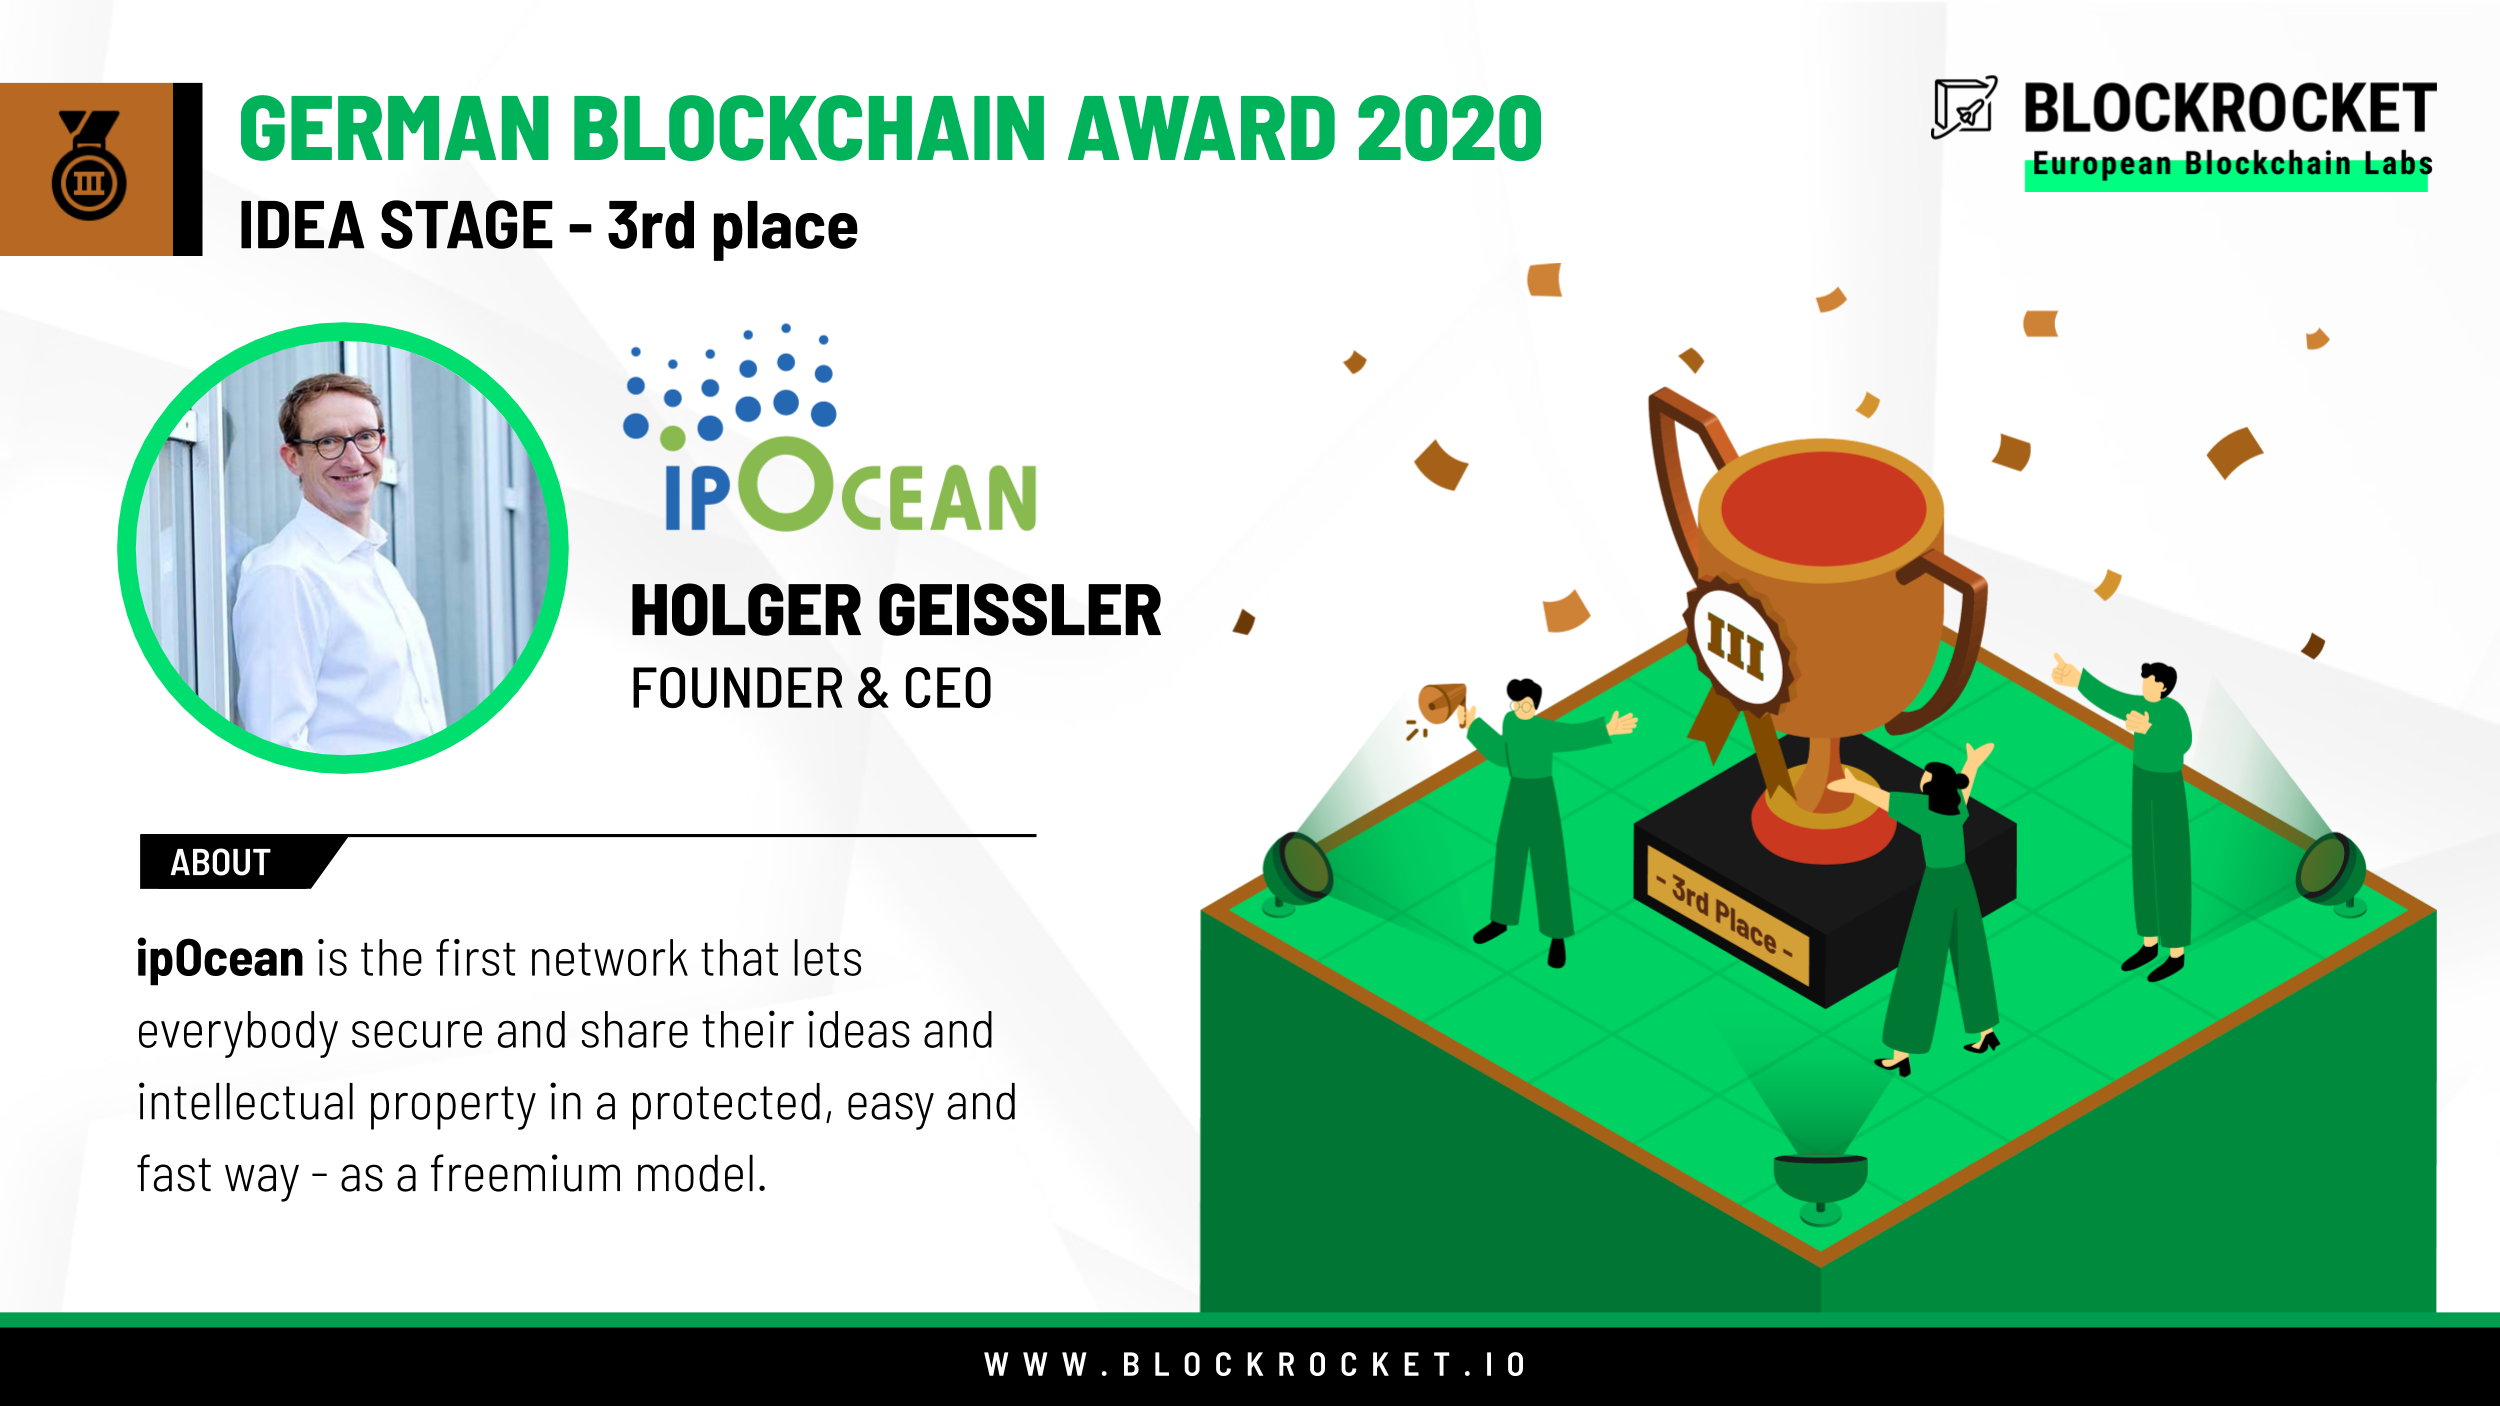 GERMAN BLOCKCHAIN AWARD 2020
IDEA STAGE - 3rd place
III
BLOCKROCKET
European Blockchain Labs
IPOCEAN
HOLGER GEISSLER
FOUNDER & CEO
III
- 3rd Place -
ABOUT
ipOcean is the first network that lets
everybody secure and share their ideas and
intellectual property in a protected, easy and
fast way - as a freemium model.
WWW.BLOCKROCKET.IO